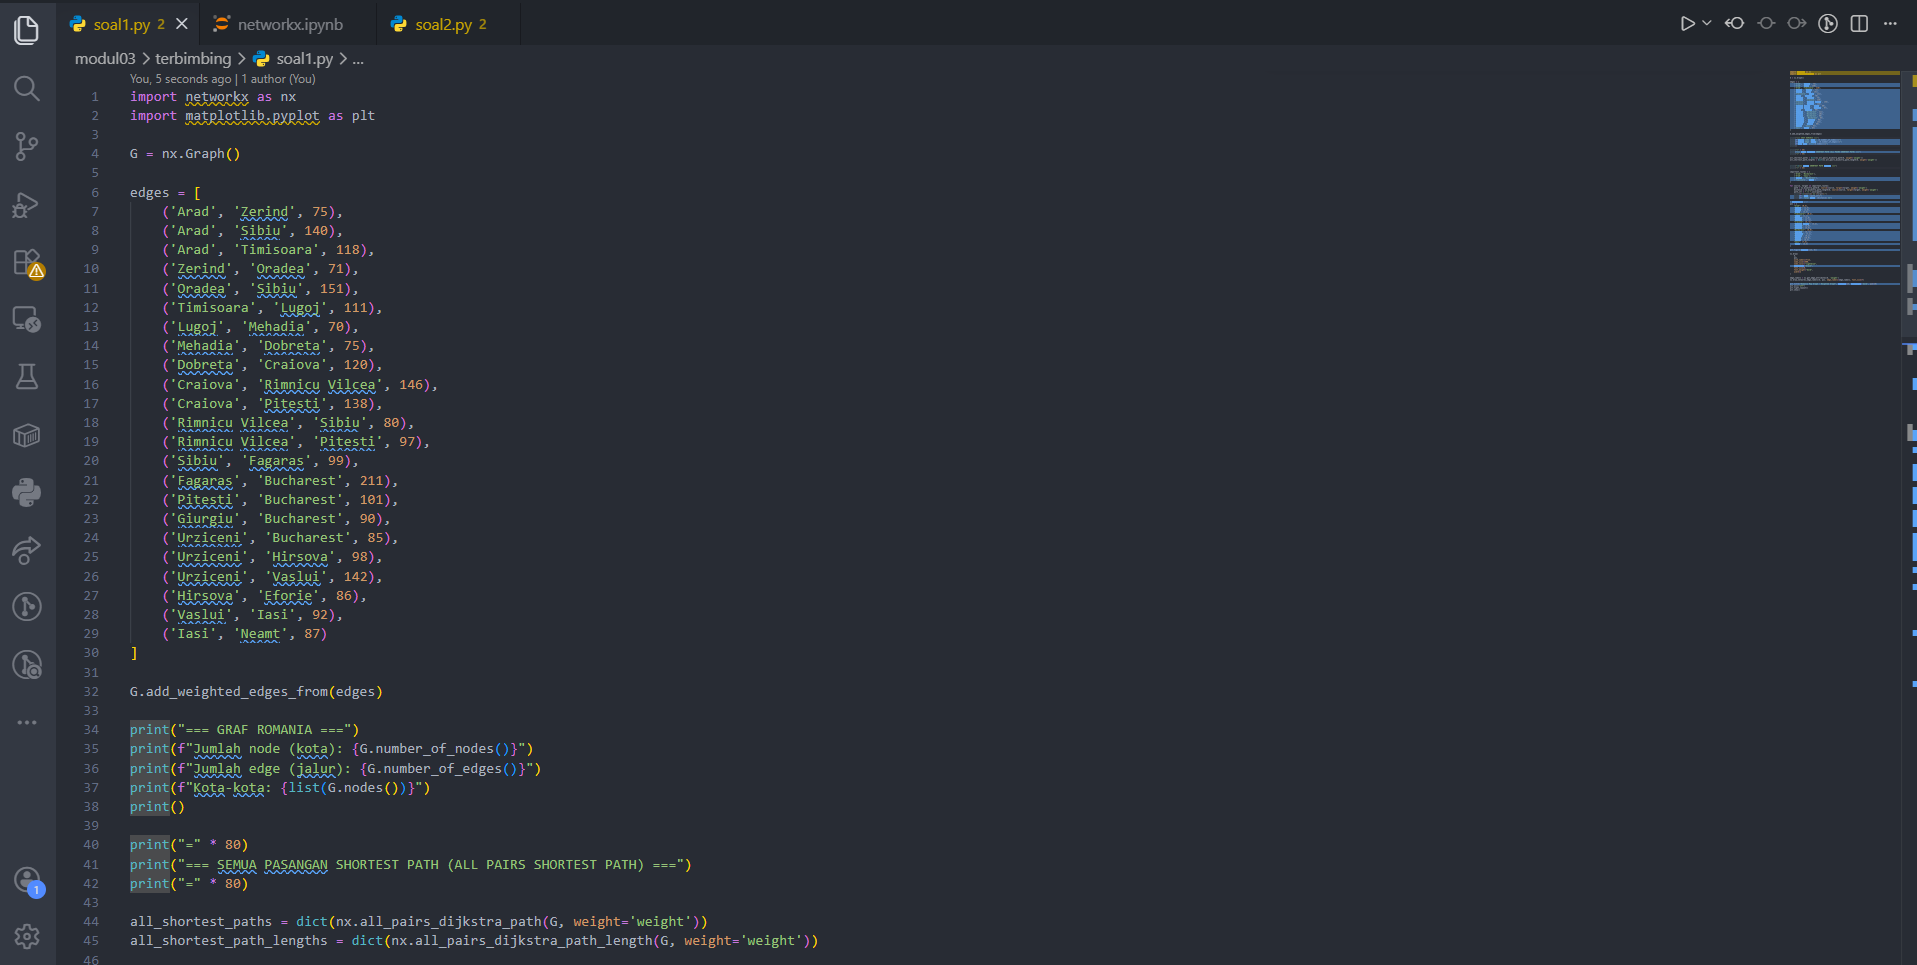 soal1.py 2
networkx.ipynb
soal2.py 2
modul03 > terbimbing > soal1.py > ...
You, 5 seconds ago | 1 author (You)
1 import networkx as nx
2 import matplotlib.pyplot as plt
3
4 G = nx.Graph()
5
6 edges = [
7 ('Arad', 'Zerind', 75),
8 ('Arad', 'Sibiu', 140),
9 ('Arad', 'Timisoara', 118),
10 ('Zerind', 'Oradea', 71),
11 ('Oradea', 'Sibiu', 151),
12 ('Timisoara', 'Lugoj', 111),
13 ('Lugoj', 'Mehadia', 70),
14 ('Mehadia', 'Dobreta', 75),
15 ('Dobreta', 'Craiova', 120),
16 ('Craiova', 'Rimnicu Vilcea', 146),
17 ('Craiova', 'Pitesti', 138),
18 ('Rimnicu Vilcea', 'Sibiu', 80),
19 ('Rimnicu Vilcea', 'Pitesti', 97),
20 ('Sibiu', 'Fagaras', 99),
21 ('Fagaras', 'Bucharest', 211),
22 ('Pitesti', 'Bucharest', 101),
23 ('Giurgiu', 'Bucharest', 90),
24 ('Urziceni', 'Bucharest', 85),
25 ('Urziceni', 'Hirsova', 98),
26 ('Urziceni', 'Vaslui', 142),
27 ('Hirsova', 'Eforie', 86),
28 ('Vaslui', 'Iasi', 92),
29 ('Iasi', 'Neamt', 87)
30 ]
31
32 G.add_weighted_edges_from(edges)
33
34 print("=== GRAF ROMANIA ===")
35 print(f"Jumlah node (kota): {G.number_of_nodes()}")
36 print(f"Jumlah edge (jalur): {G.number_of_edges()}")
37 print(f"Kota-kota: {list(G.nodes())}")
38 print()
39
40 print("=" * 80)
41 print("=== SEMUA PASANGAN SHORTEST PATH (ALL PAIRS SHORTEST PATH) ===")
42 print("=" * 80)
43
44 all_shortest_paths = dict(nx.all_pairs_dijkstra_path(G, weight='weight'))
45 all_shortest_path_lengths = dict(nx.all_pairs_dijkstra_path_length(G, weight='weight'))
46
1